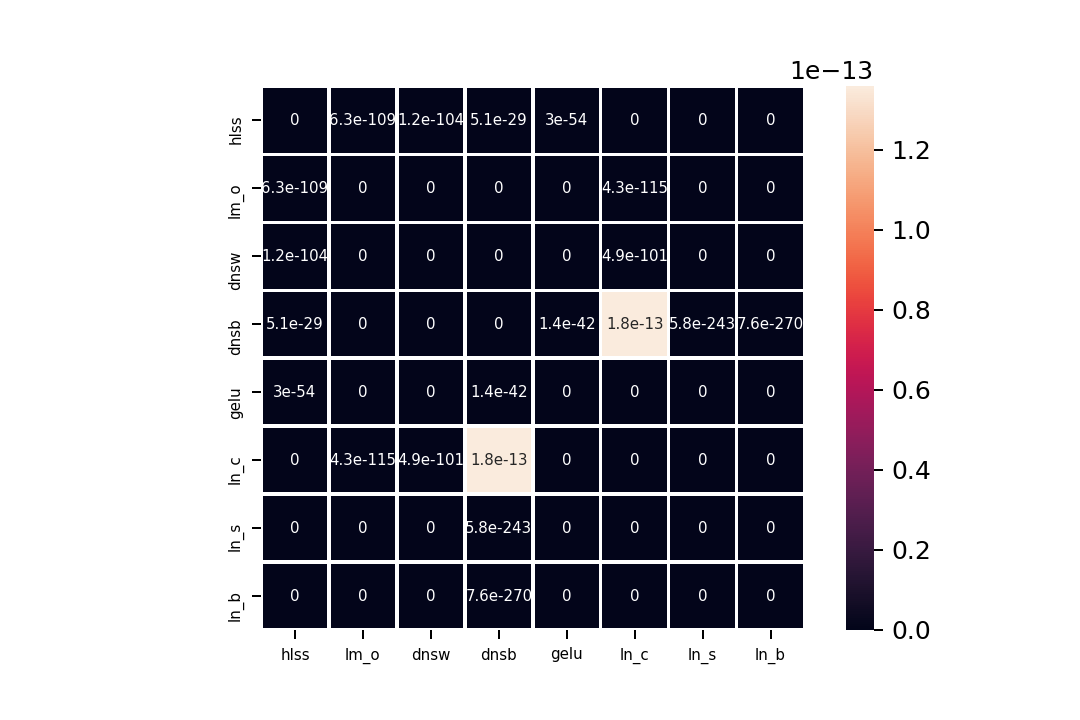 1e−13
hlss 0 6.3e-109 1.2e-104 5.1e-29 3e-54 0 0 0
lm_o 6.3e-109 0 0 0 0 4.3e-115 0 0
dnsw 1.2e-104 0 0 0 0 4.9e-101 0 0
dnsb 5.1e-29 0 0 0 1.4e-42 1.8e-13 5.8e-243 7.6e-270
gelu 3e-54 0 0 1.4e-42 0 0 0 0
ln_c 0 4.3e-115 4.9e-101 1.8e-13 0 0 0 0
ln_s 0 0 0 5.8e-243 0 0 0 0
ln_b 0 0 0 7.6e-270 0 0 0 0
hlss lm_o dnsw dnsb gelu ln_c ln_s ln_b
1.2
1.0
0.8
0.6
0.4
0.2
0.0